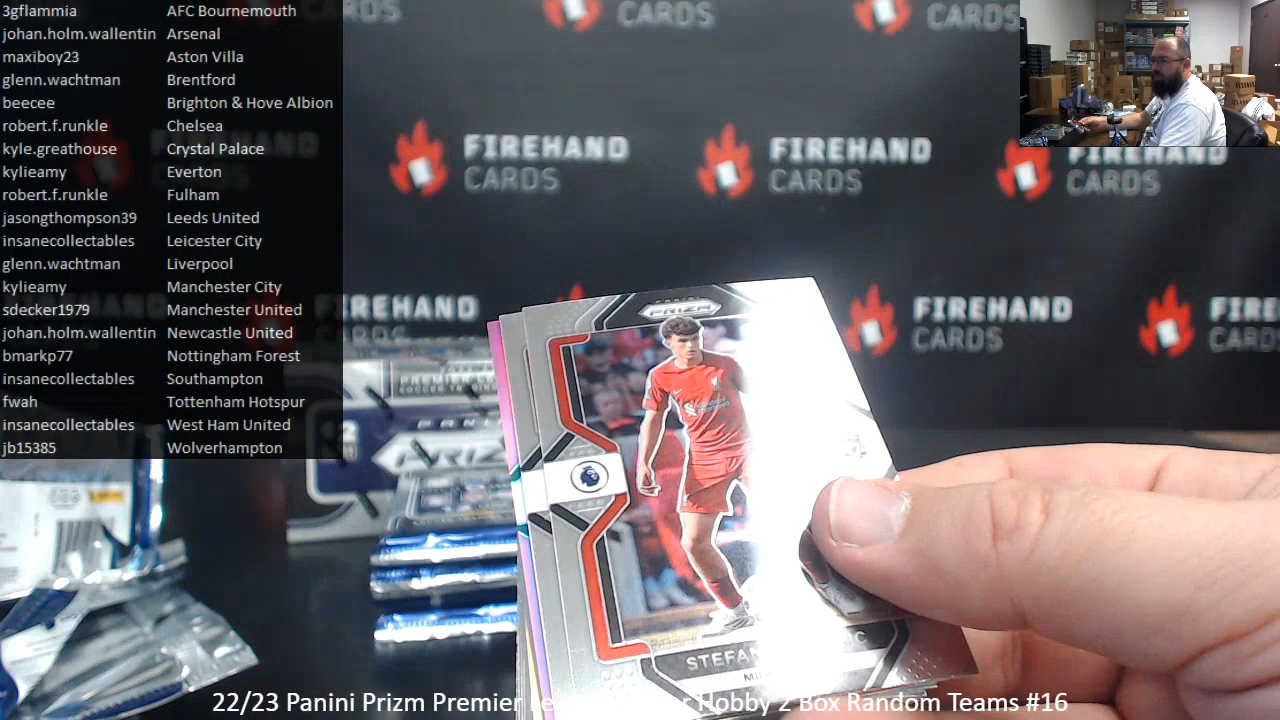 3gflammia AFC Bournemouth
johan.holm.wallentin Arsenal
maxiboy23 Aston Villa
glenn.wachtman Brentford
beecee Brighton & Hove Albion
robert.f.runkle Chelsea
kyle.greathouse Crystal Palace
kylieamy Everton
robert.f.runkle Fulham
jasongthompson39 Leeds United
insanecollectables Leicester City
glenn.wachtman Liverpool
kylieamy Manchester City
sdecker1979 Manchester United
johan.holm.wallentin Newcastle United
bmarkp77 Nottingham Forest
insanecollectables Southampton
fwah Tottenham Hotspur
insanecollectables West Ham United
jb15385 Wolverhampton
FIREHAND
CARDS
FIREHAND
CARDS
FIREHAND
CARDS
FIREHAND
CARDS
FIREHAND
CARDS
FIREHAND
CARDS
PRIZM
PREMIER
PRIZM
STEFAN
22/23 Panini Prizm Premier Hobby 2 Box Random Teams #16